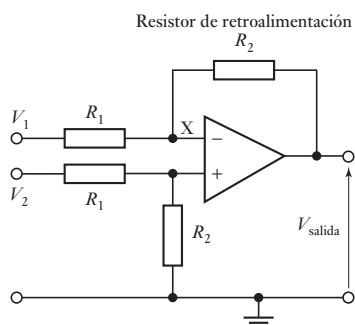 Resistor de retroalimentación
R2
V1
R1
X
−
V2
R1
+
R2
Vsalida